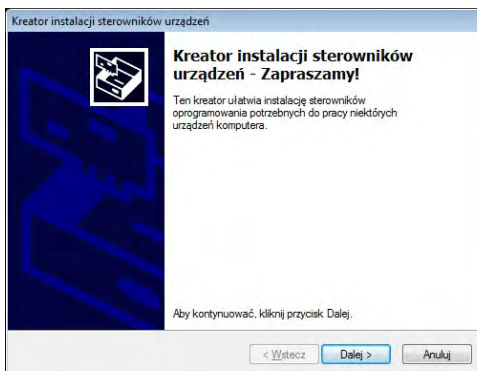 Kreator instalacji sterowników urządzeń
Kreator instalacji sterowników
urządzeń - Zapraszamy!
Ten kreator ułatwia instalację sterowników
oprogramowania potrzebnych do pracy niektórych
urządzeń komputera.
Aby kontynuować, kliknij przycisk Dalej.
< Wstecz Dalej > Anuluj